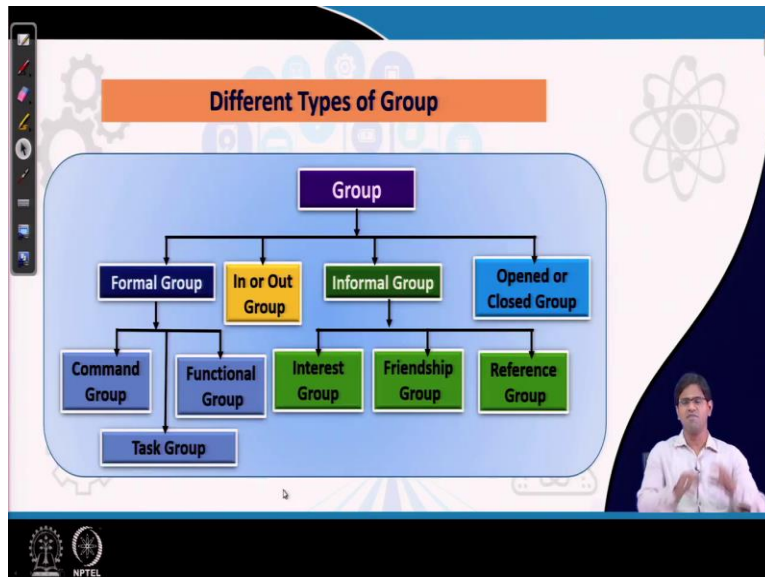 Different Types of Group
Group
Formal Group
In or Out
Group
Informal Group
Opened or
Closed Group
Command
Group
Functional
Group
Interest
Group
Friendship
Group
Reference
Group
Task Group
NPTEL